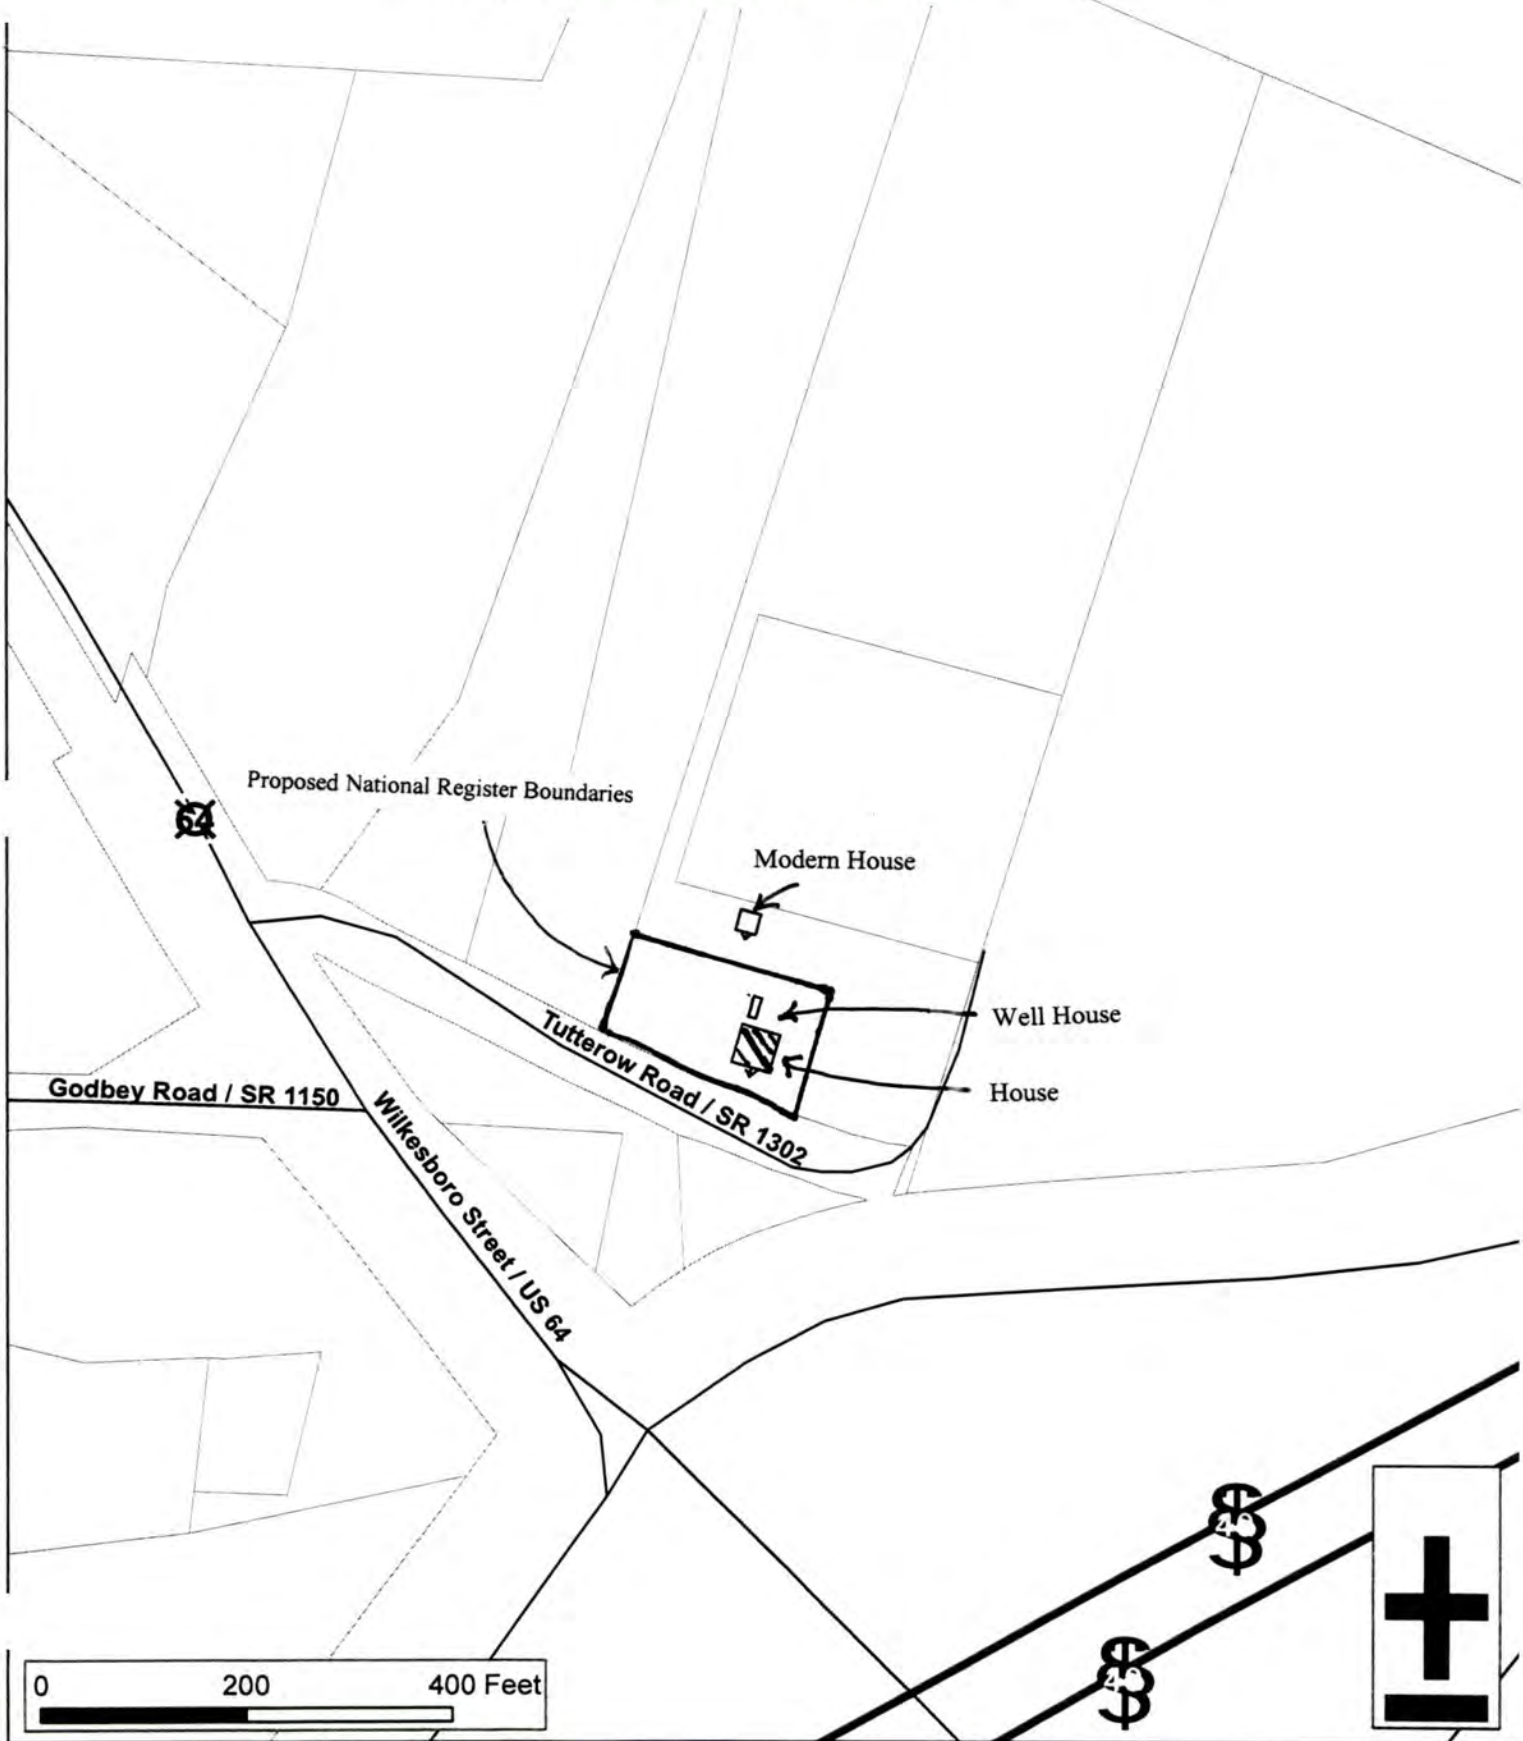 Proposed National Register Boundaries
64
Modern House
Well House
House
Tutterow Road / SR 1302
Godbey Road / SR 1150
Wilkesboro Street / US 64
0 200 400 Feet